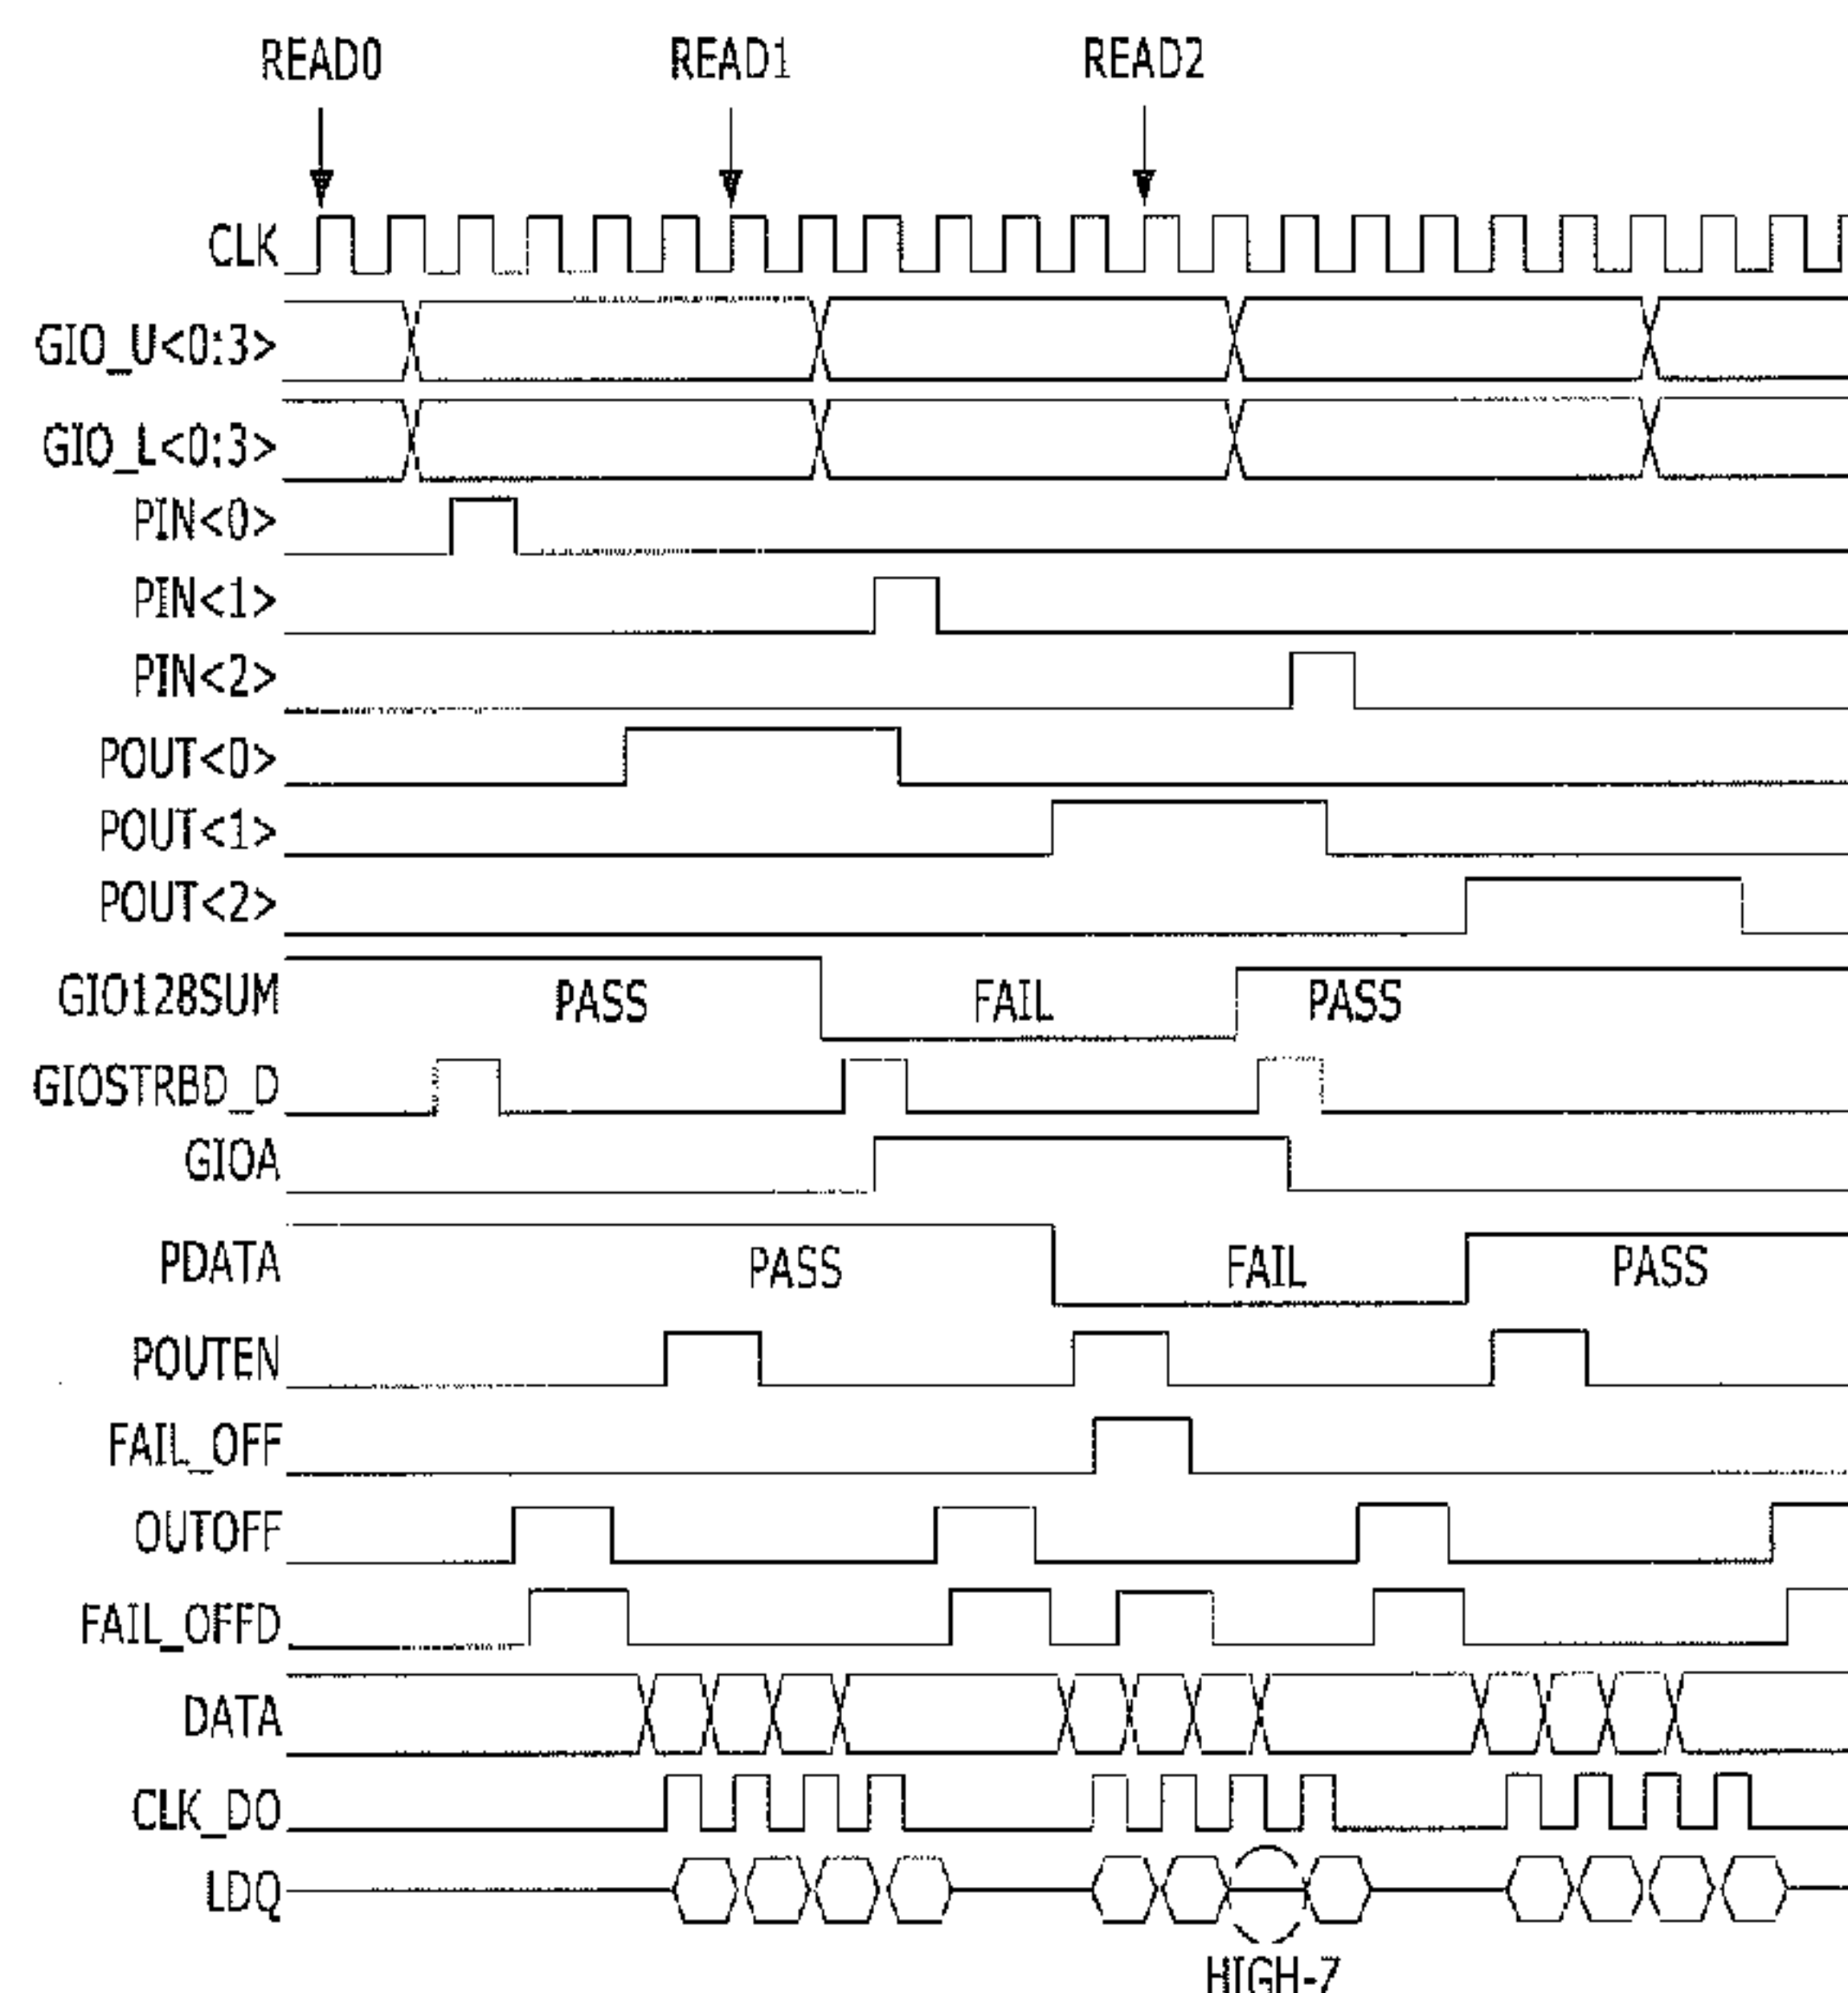 READ0 READ1 READ2
CLK
GIO_U<0:3>
GIO_L<0:3>
PIN<0>
PIN<1>
PIN<2>
POUT<0>
POUT<1>
POUT<2>
GIO128SUM PASS FAIL PASS
GIOSTRBD_D
GIOA
PDATA PASS FAIL PASS
POUTEN
FAIL_OFF
OUTOFF
FAIL_OFFD
DATA
CLK_DO
LDQ
HIGH-Z